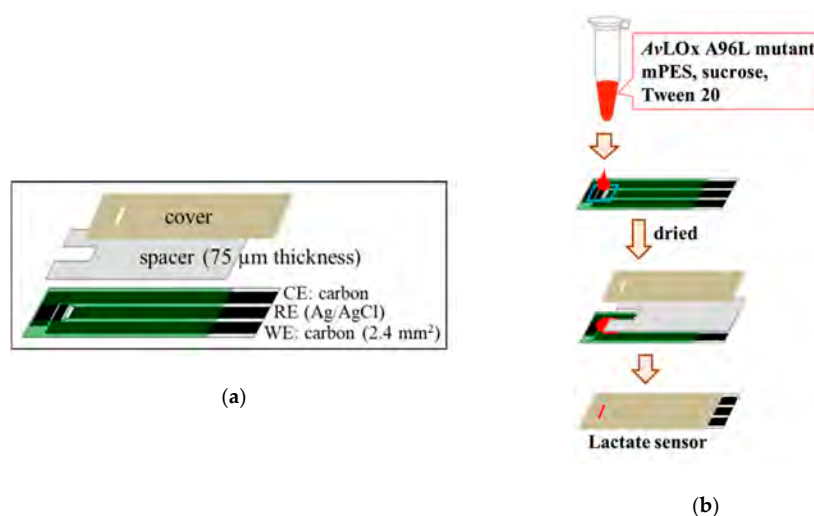 cover
spacer (75 µm thickness)
CE: carbon
RE (Ag/AgCl)
WE: carbon (2.4 mm²)
(a)
AvLOx A96L mutant
mPES, sucrose,
Tween 20
dried
Lactate sensor
(b)